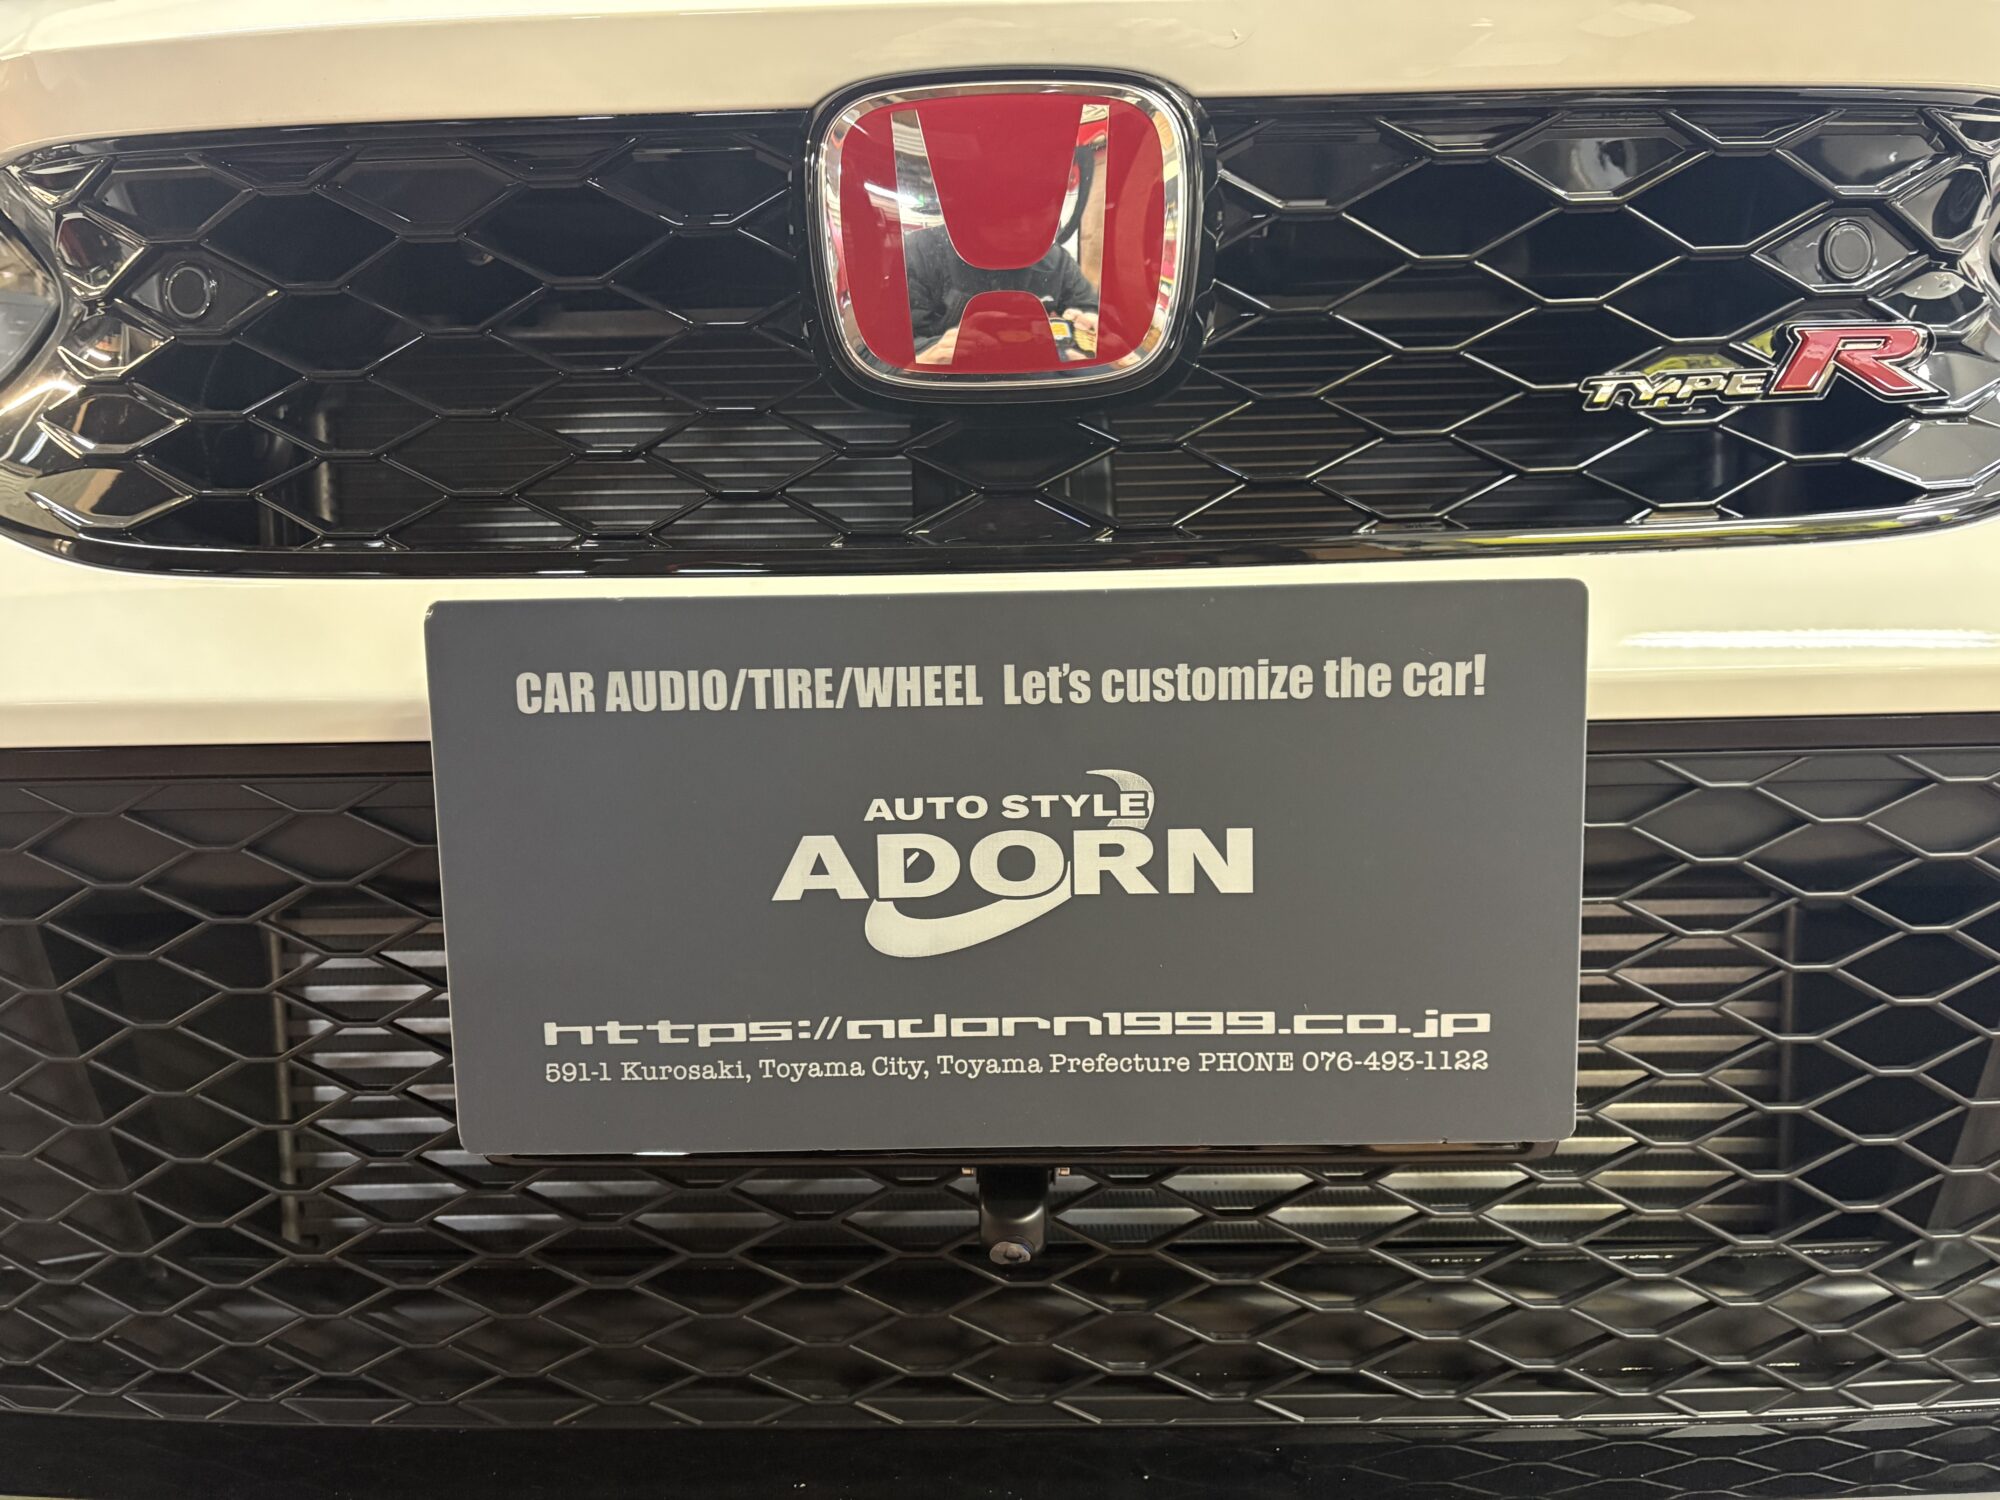 TYPE R
CAR AUDIO/TIRE/WHEEL Let's customize the car!
AUTO STYLE
ADORN
https://adorn1999.co.jp
591-1 Kurosaki, Toyama City, Toyama Prefecture PHONE 076-493-1122